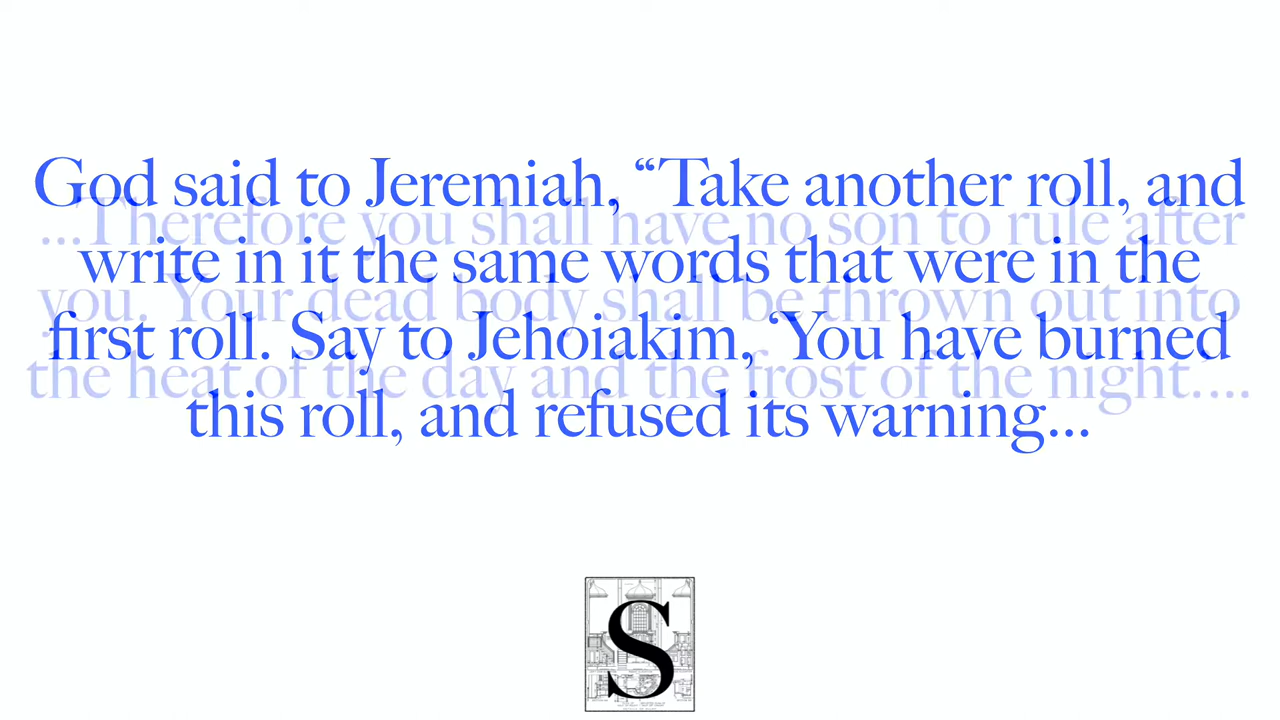 God said to Jeremiah, “Take another roll, and
write in it the same words that were in the
first roll. Say to Jehoiakim, ‘You have burned
this roll, and refused its warning...
...Therefore you shall have no son to rule after
you. Your dead body shall be thrown out into
the heat of the day and the frost of the night....
S